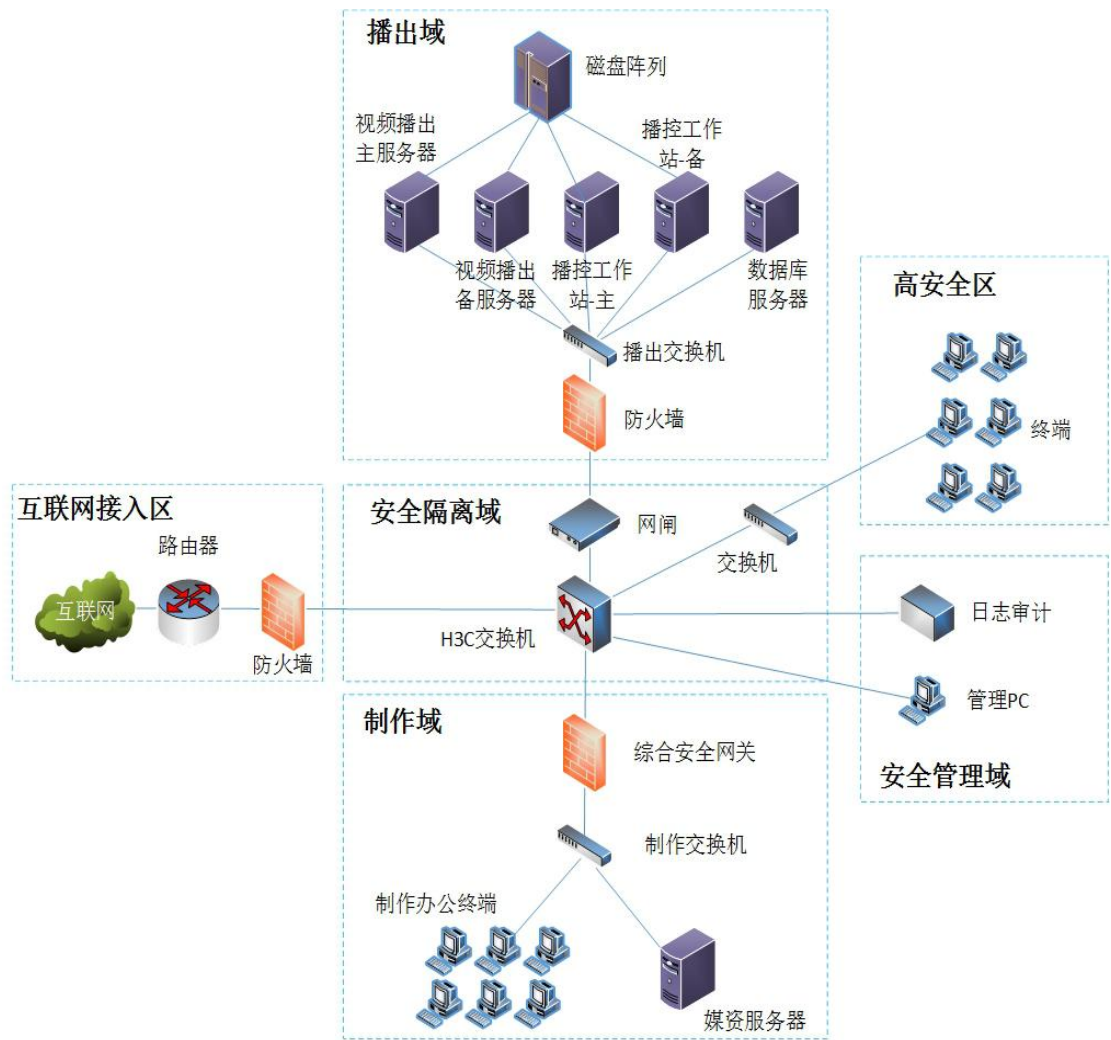 播出域
磁盘阵列
视频播出
主服务器
播控工作
站-备
视频播出
备服务器
播控工作
站-主
数据库
服务器
播出交换机
防火墙
高安全区
终端
互联网接入区
路由器
互联网
防火墙
安全隔离域
网闸
交换机
H3C交换机
日志审计
管理PC
安全管理域
制作域
综合安全网关
制作交换机
制作办公终端
媒资服务器